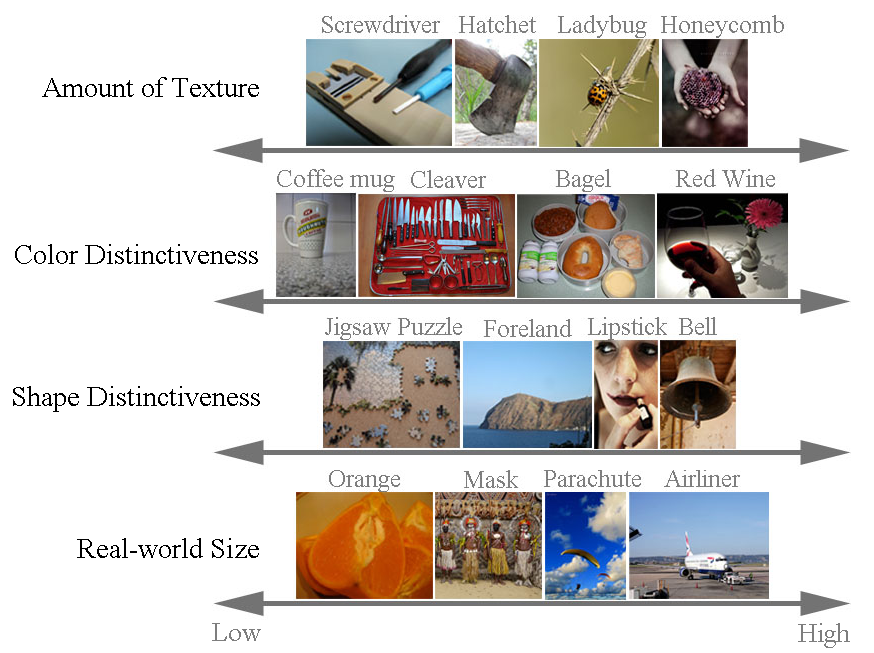 Screwdriver Hatchet Ladybug Honeycomb
Amount of Texture
Coffee mug Cleaver Bagel Red Wine
Color Distinctiveness
Jigsaw Puzzle Foreland Lipstick Bell
Shape Distinctiveness
Orange Mask Parachute Airliner
Real-world Size
Low High